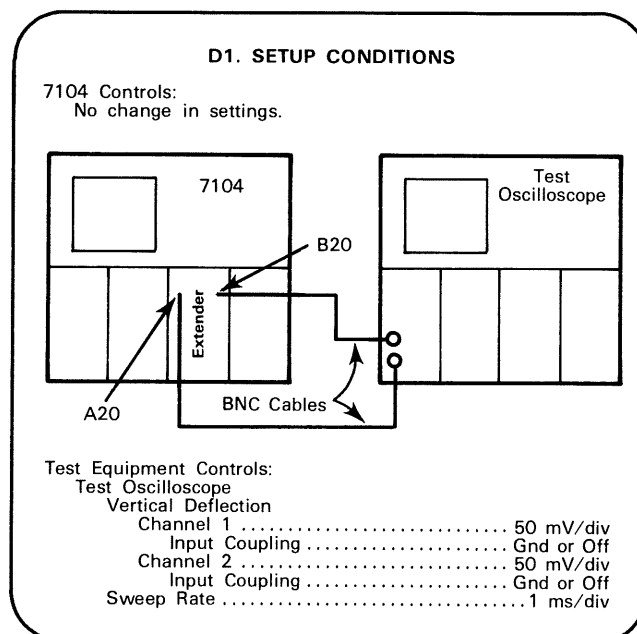 D1. SETUP CONDITIONS
7104 Controls:
No change in settings.
7104
Test
Oscilloscope
B20
Extender
A20
BNC Cables
Test Equipment Controls:
Test Oscilloscope
Vertical Deflection
Channel 1 .............................. 50 mV/div
Input Coupling ..................... Gnd or Off
Channel 2 .............................. 50 mV/div
Input Coupling ..................... Gnd or Off
Sweep Rate ............................... 1 ms/div